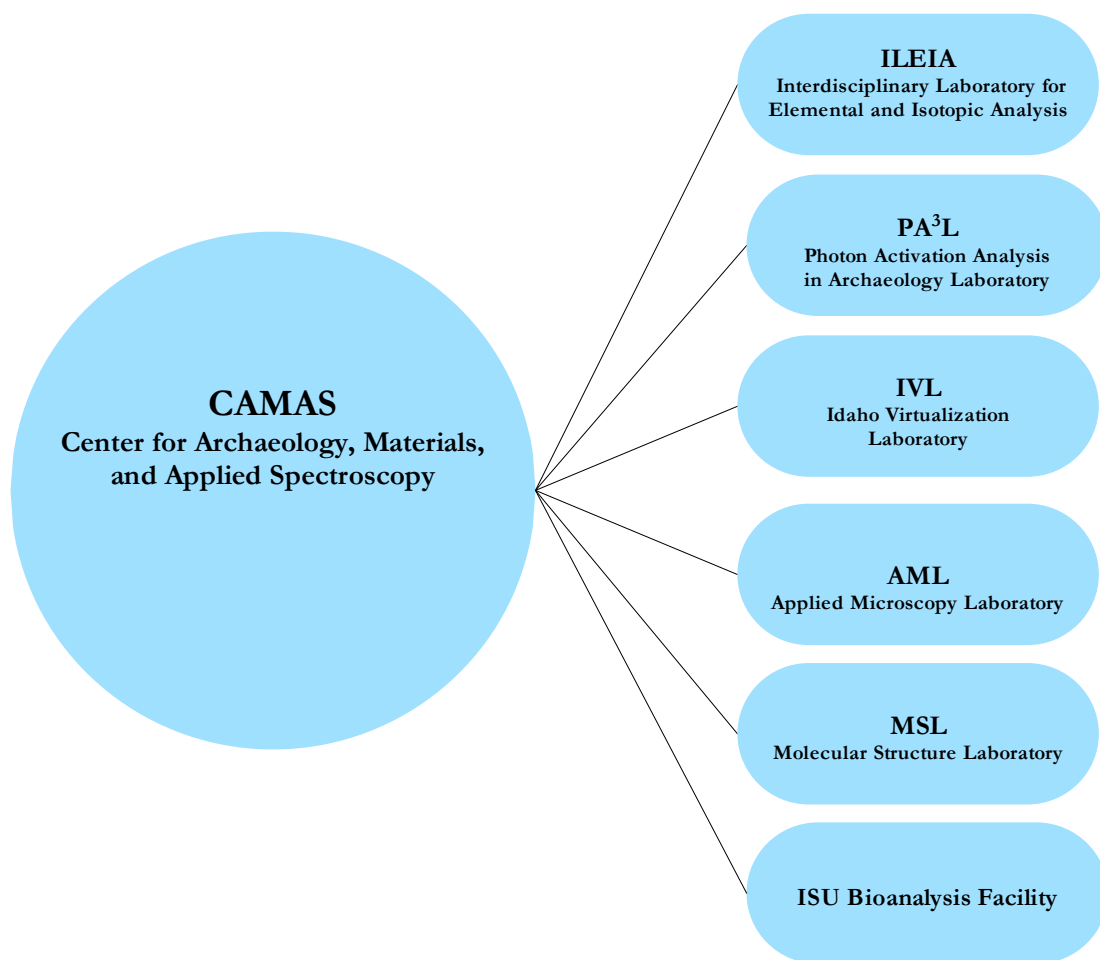 CAMAS
Center for Archaeology, Materials,
and Applied Spectroscopy
ILEIA
Interdisciplinary Laboratory for
Elemental and Isotopic Analysis
PA³L
Photon Activation Analysis
in Archaeology Laboratory
IVL
Idaho Virtualization
Laboratory
AML
Applied Microscopy Laboratory
MSL
Molecular Structure Laboratory
ISU Bioanalysis Facility